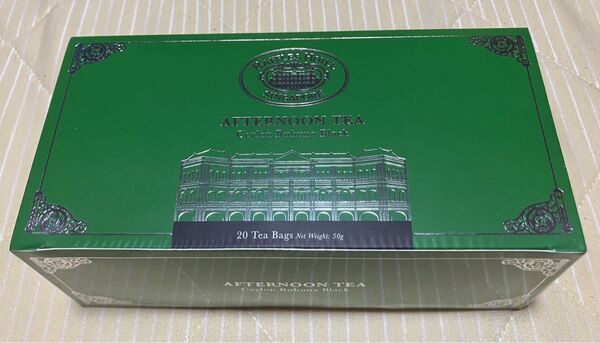 RAFFLES HOTEL
SINGAPORE
AFTERNOON TEA
Ceylon Ruhuna Black
20 Tea Bags Net Weight: 50g
AFTERNOON TEA
Ceylon Ruhuna Black